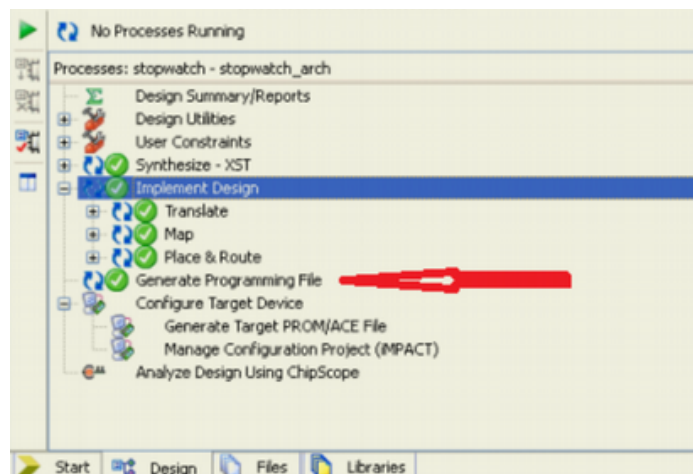 No Processes Running
Processes: stopwatch - stopwatch_arch
Design Summary/Reports
Design Utilities
User Constraints
Synthesize - XST
Implement Design
Translate
Map
Place & Route
Generate Programming File
Configure Target Device
Generate Target PROM/ACE File
Manage Configuration Project (iMPACT)
Analyze Design Using ChipScope
Start Design Files Libraries